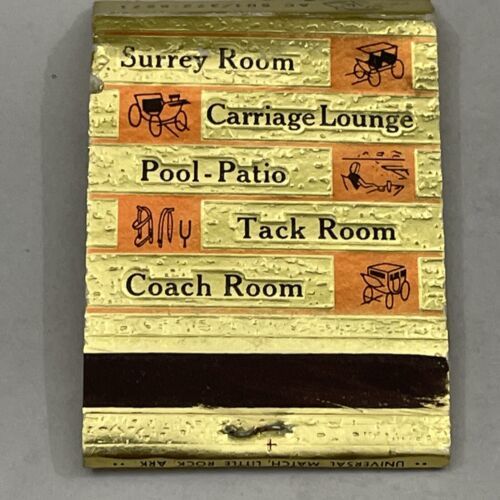 Surrey Room
Carriage Lounge
Pool-Patio
Tack Room
Coach Room
UNIVERSAL MATCH, LITTLE ROCK, ARK